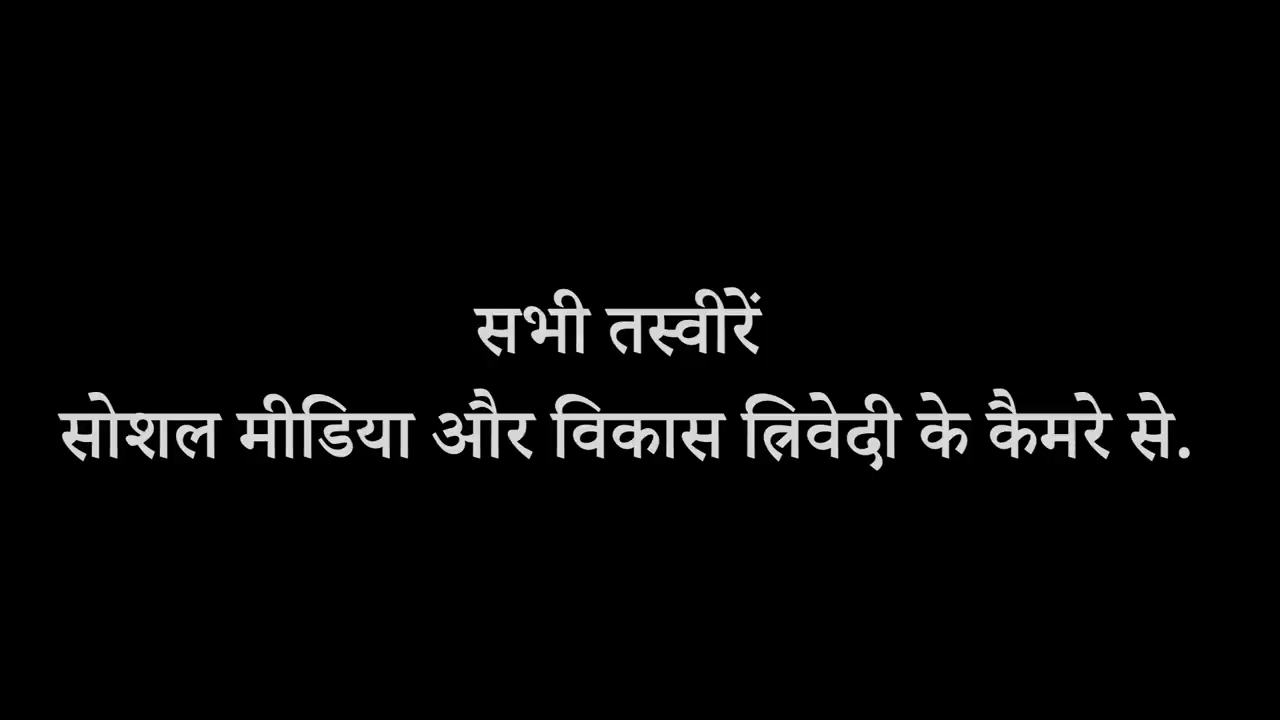 सभी तस्वीरें
सोशल मीडिया और विकास त्रिवेदी के कैमरे से.